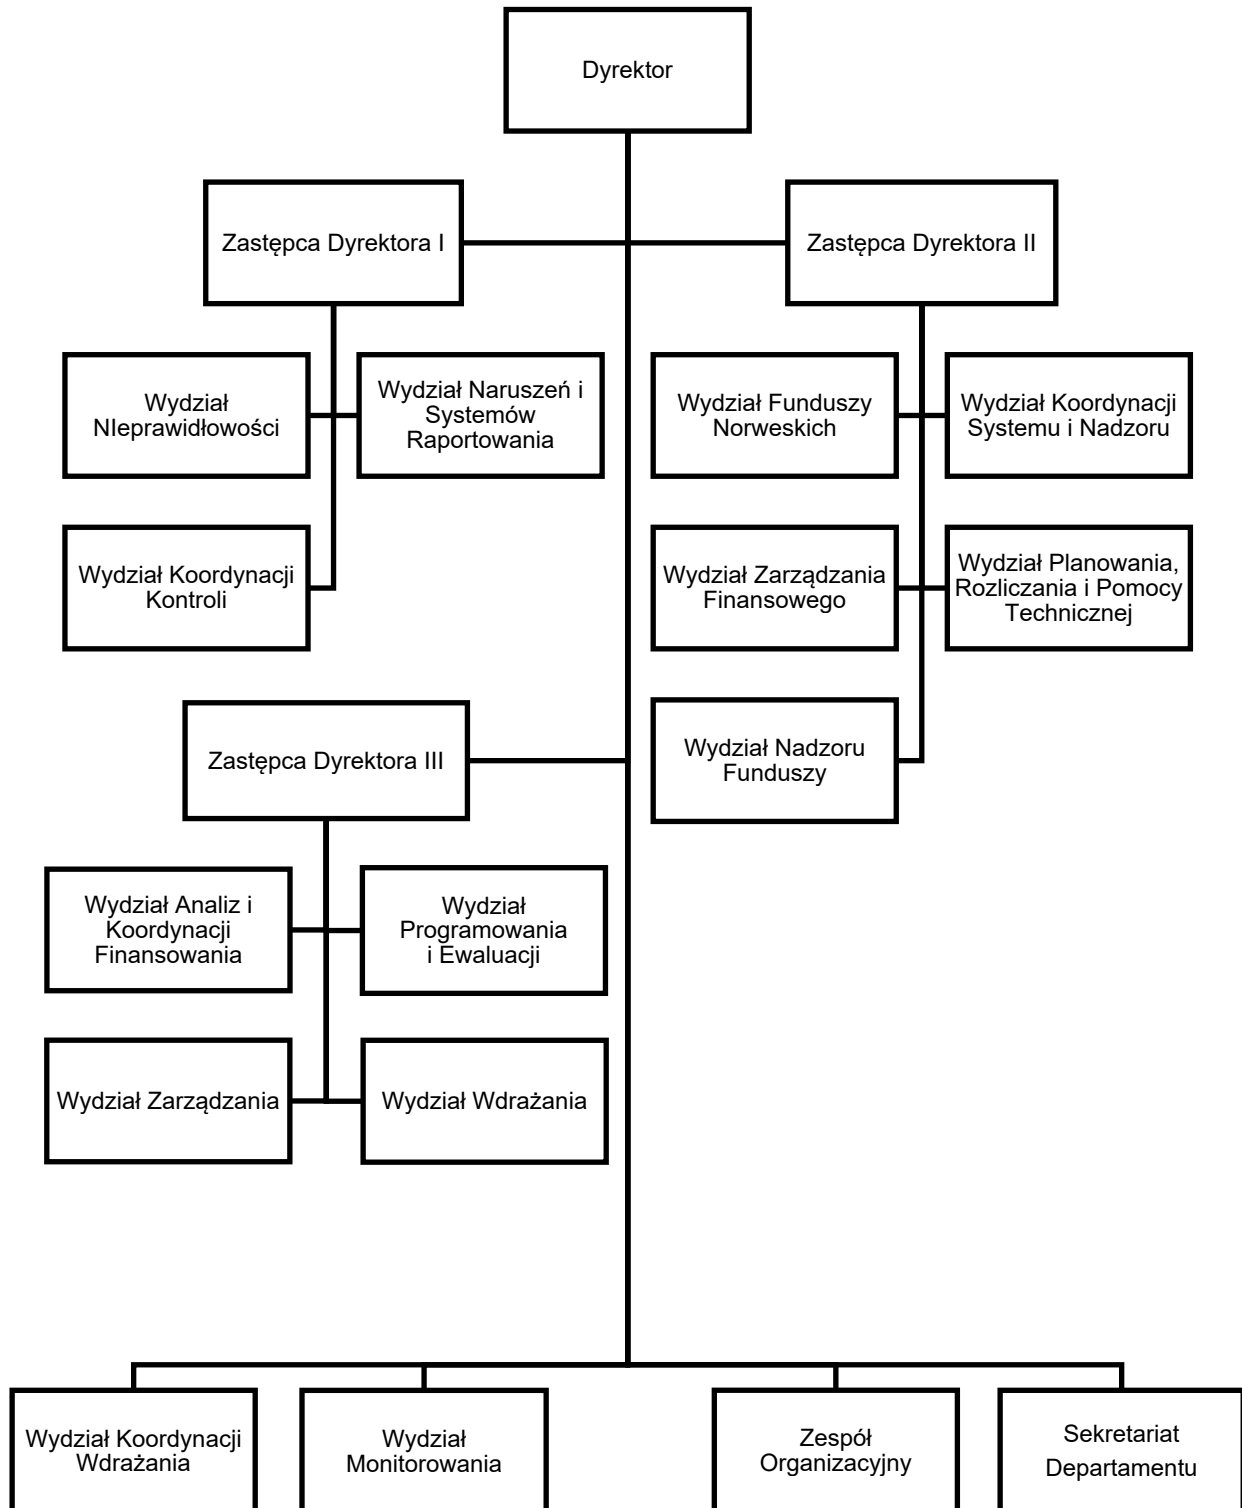 Dyrektor
Zastępca Dyrektora I
Zastępca Dyrektora II
Wydział
NIeprawidłowości
Wydział Naruszeń i
Systemów
Raportowania
Wydział Funduszy
Norweskich
Wydział Koordynacji
Systemu i Nadzoru
Wydział Koordynacji
Kontroli
Wydział Zarządzania
Finansowego
Wydział Planowania,
Rozliczania i Pomocy
Technicznej
Zastępca Dyrektora III
Wydział Nadzoru
Funduszy
Wydział Analiz i
Koordynacji
Finansowania
Wydział
Programowania
i Ewaluacji
Wydział Zarządzania
Wydział Wdrażania
Wydział Koordynacji
Wdrażania
Wydział
Monitorowania
Zespół
Organizacyjny
Sekretariat
Departamentu